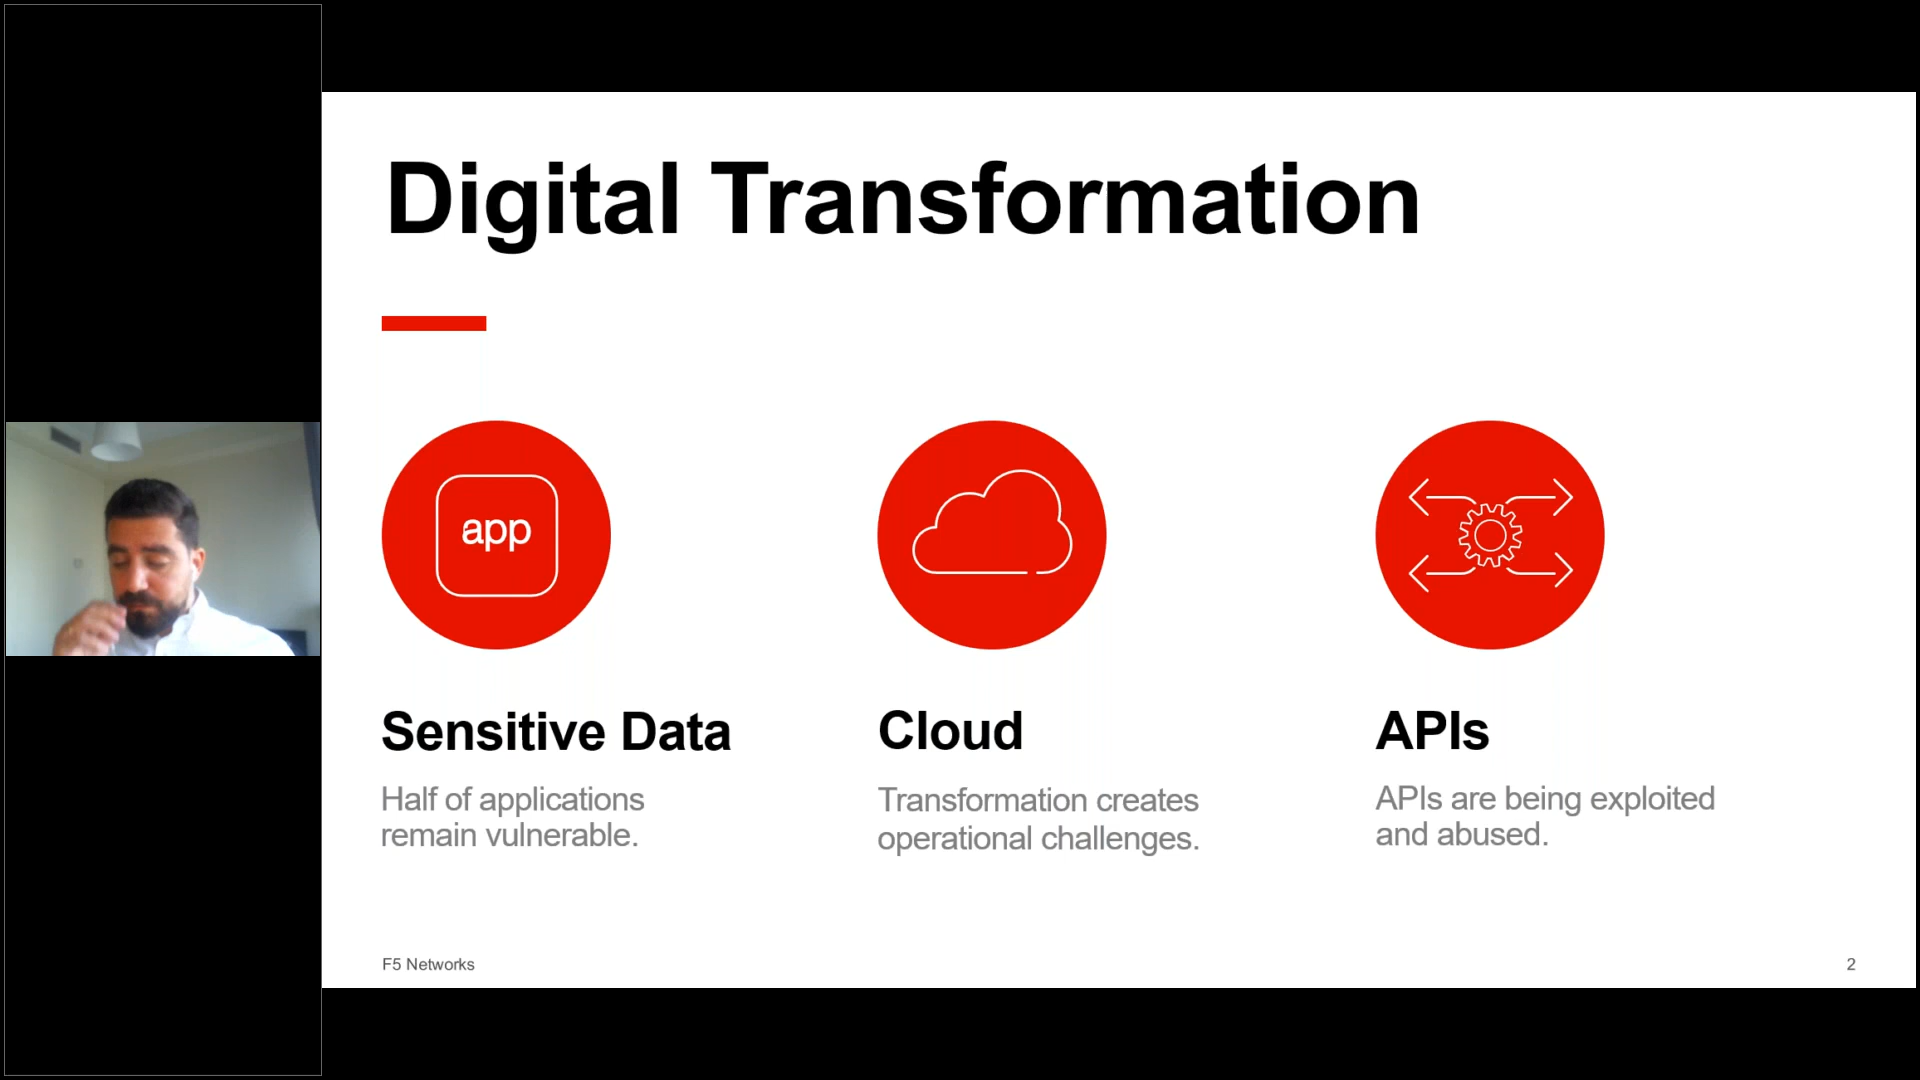 Digital Transformation
app
Sensitive Data
Half of applications
remain vulnerable.
Cloud
Transformation creates
operational challenges.
APIs
APIs are being exploited
and abused.
F5 Networks
2